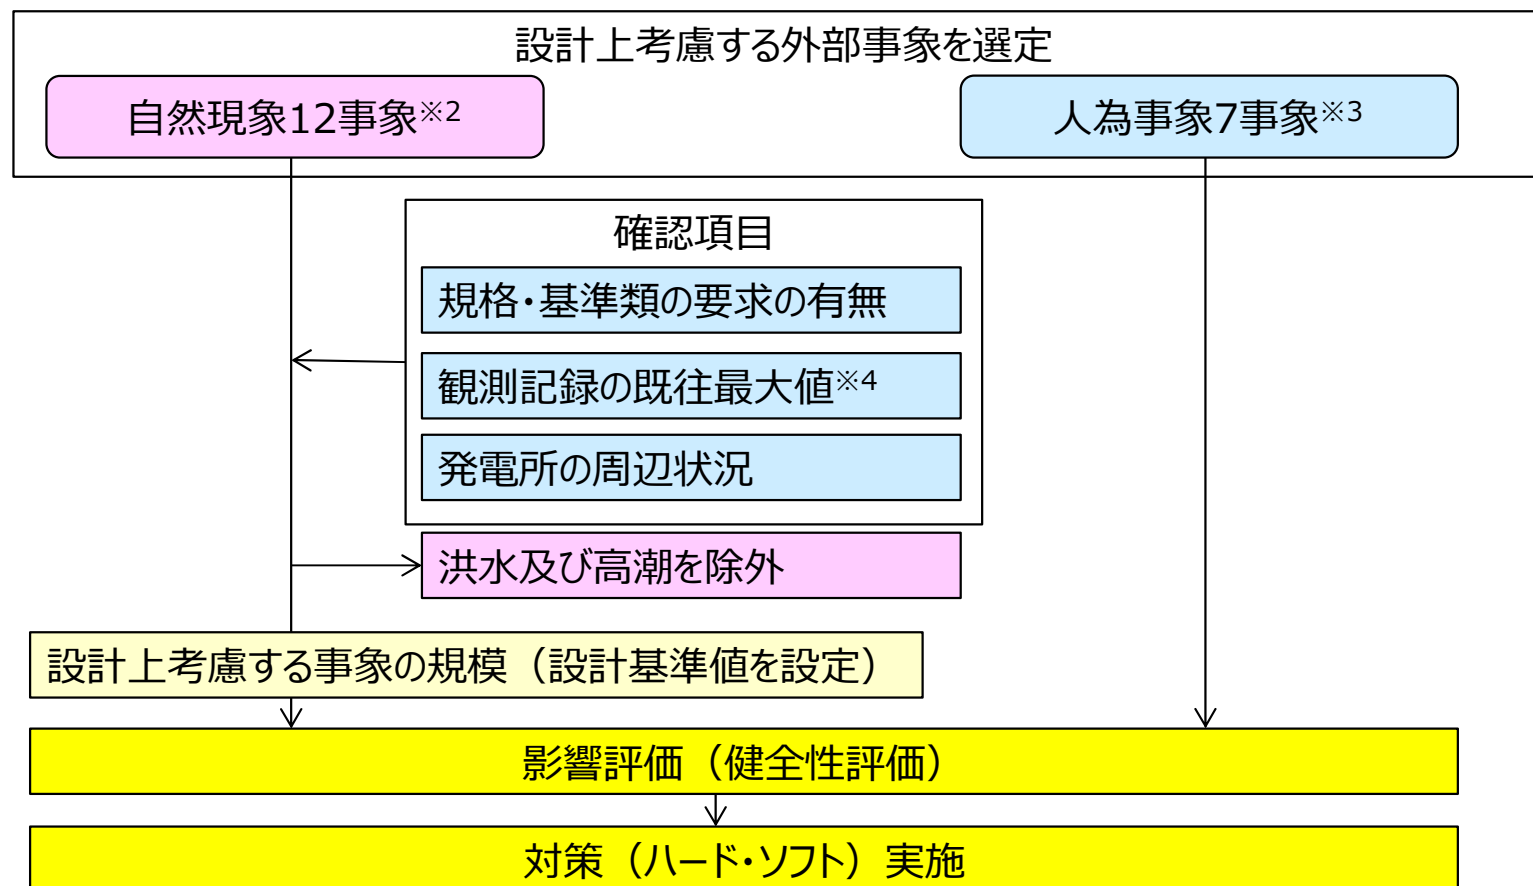 設計上考慮する外部事象を選定
自然現象12事象※2
人為事象7事象※3
確認項目
規格・基準類の要求の有無
観測記録の既往最大値※4
発電所の周辺状況
洪水及び高潮を除外
設計上考慮する事象の規模（設計基準値を設定）
影響評価（健全性評価）
対策（ハード・ソフト）実施